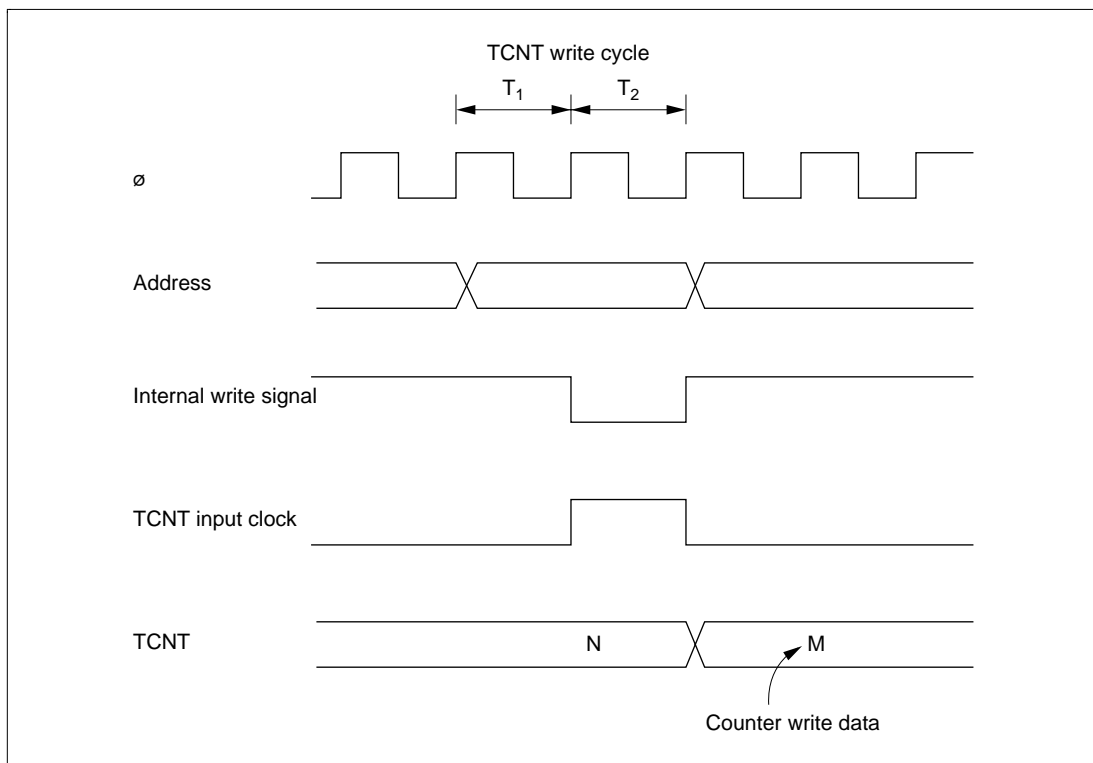 TCNT write cycle
T1 T2
ø
Address
Internal write signal
TCNT input clock
TCNT N M
Counter write data